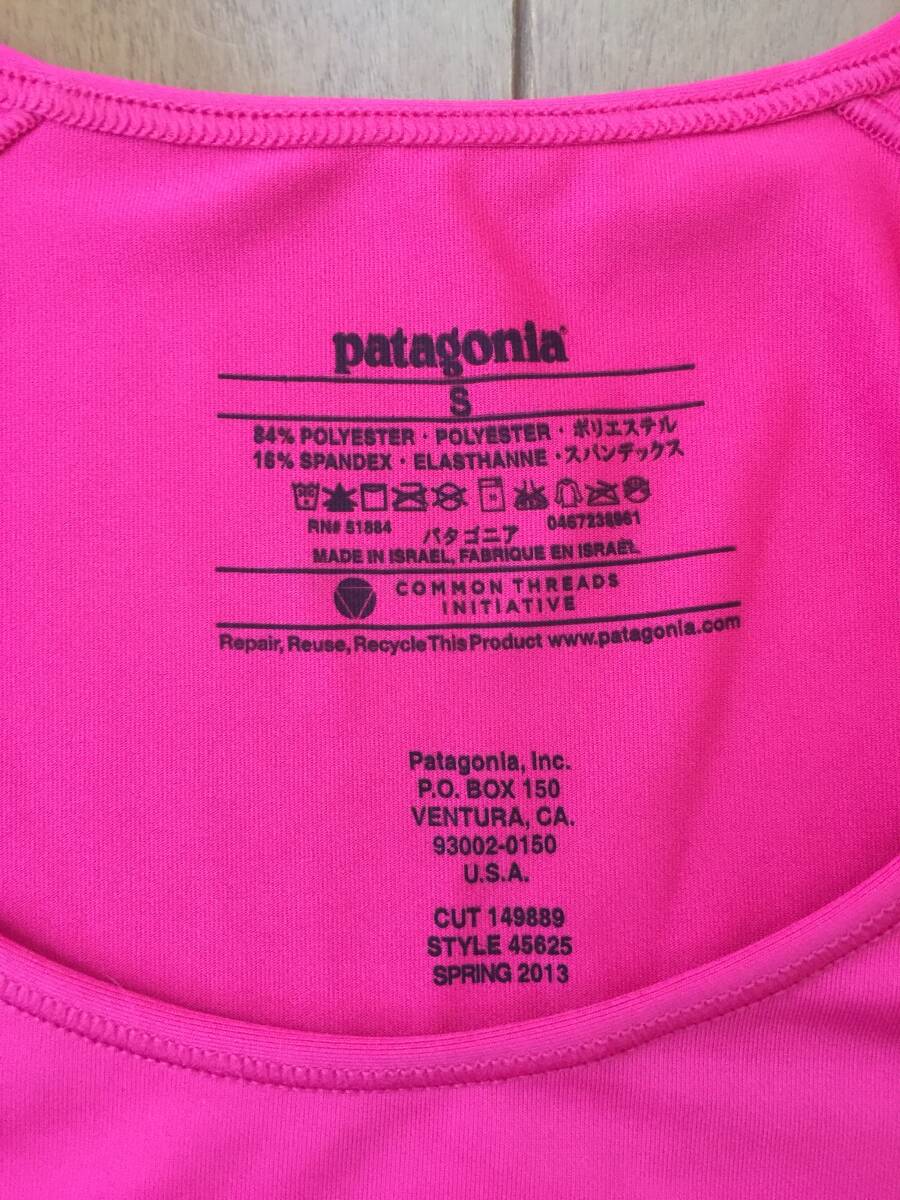 patagonia®
S
84% POLYESTER · POLYESTER · ポリエステル
16% SPANDEX · ELASTHANNE · スパンデックス
RN# 51884 パタゴニア
MADE IN ISRAEL, FABRIQUE EN ISRAËL
COMMON THREADS
INITIATIVE
Repair, Reuse, Recycle This Product www.patagonia.com
Patagonia, Inc.
P.O. BOX 150
VENTURA, CA.
93002-0150
U.S.A.
CUT 149889
STYLE 45625
SPRING 2013